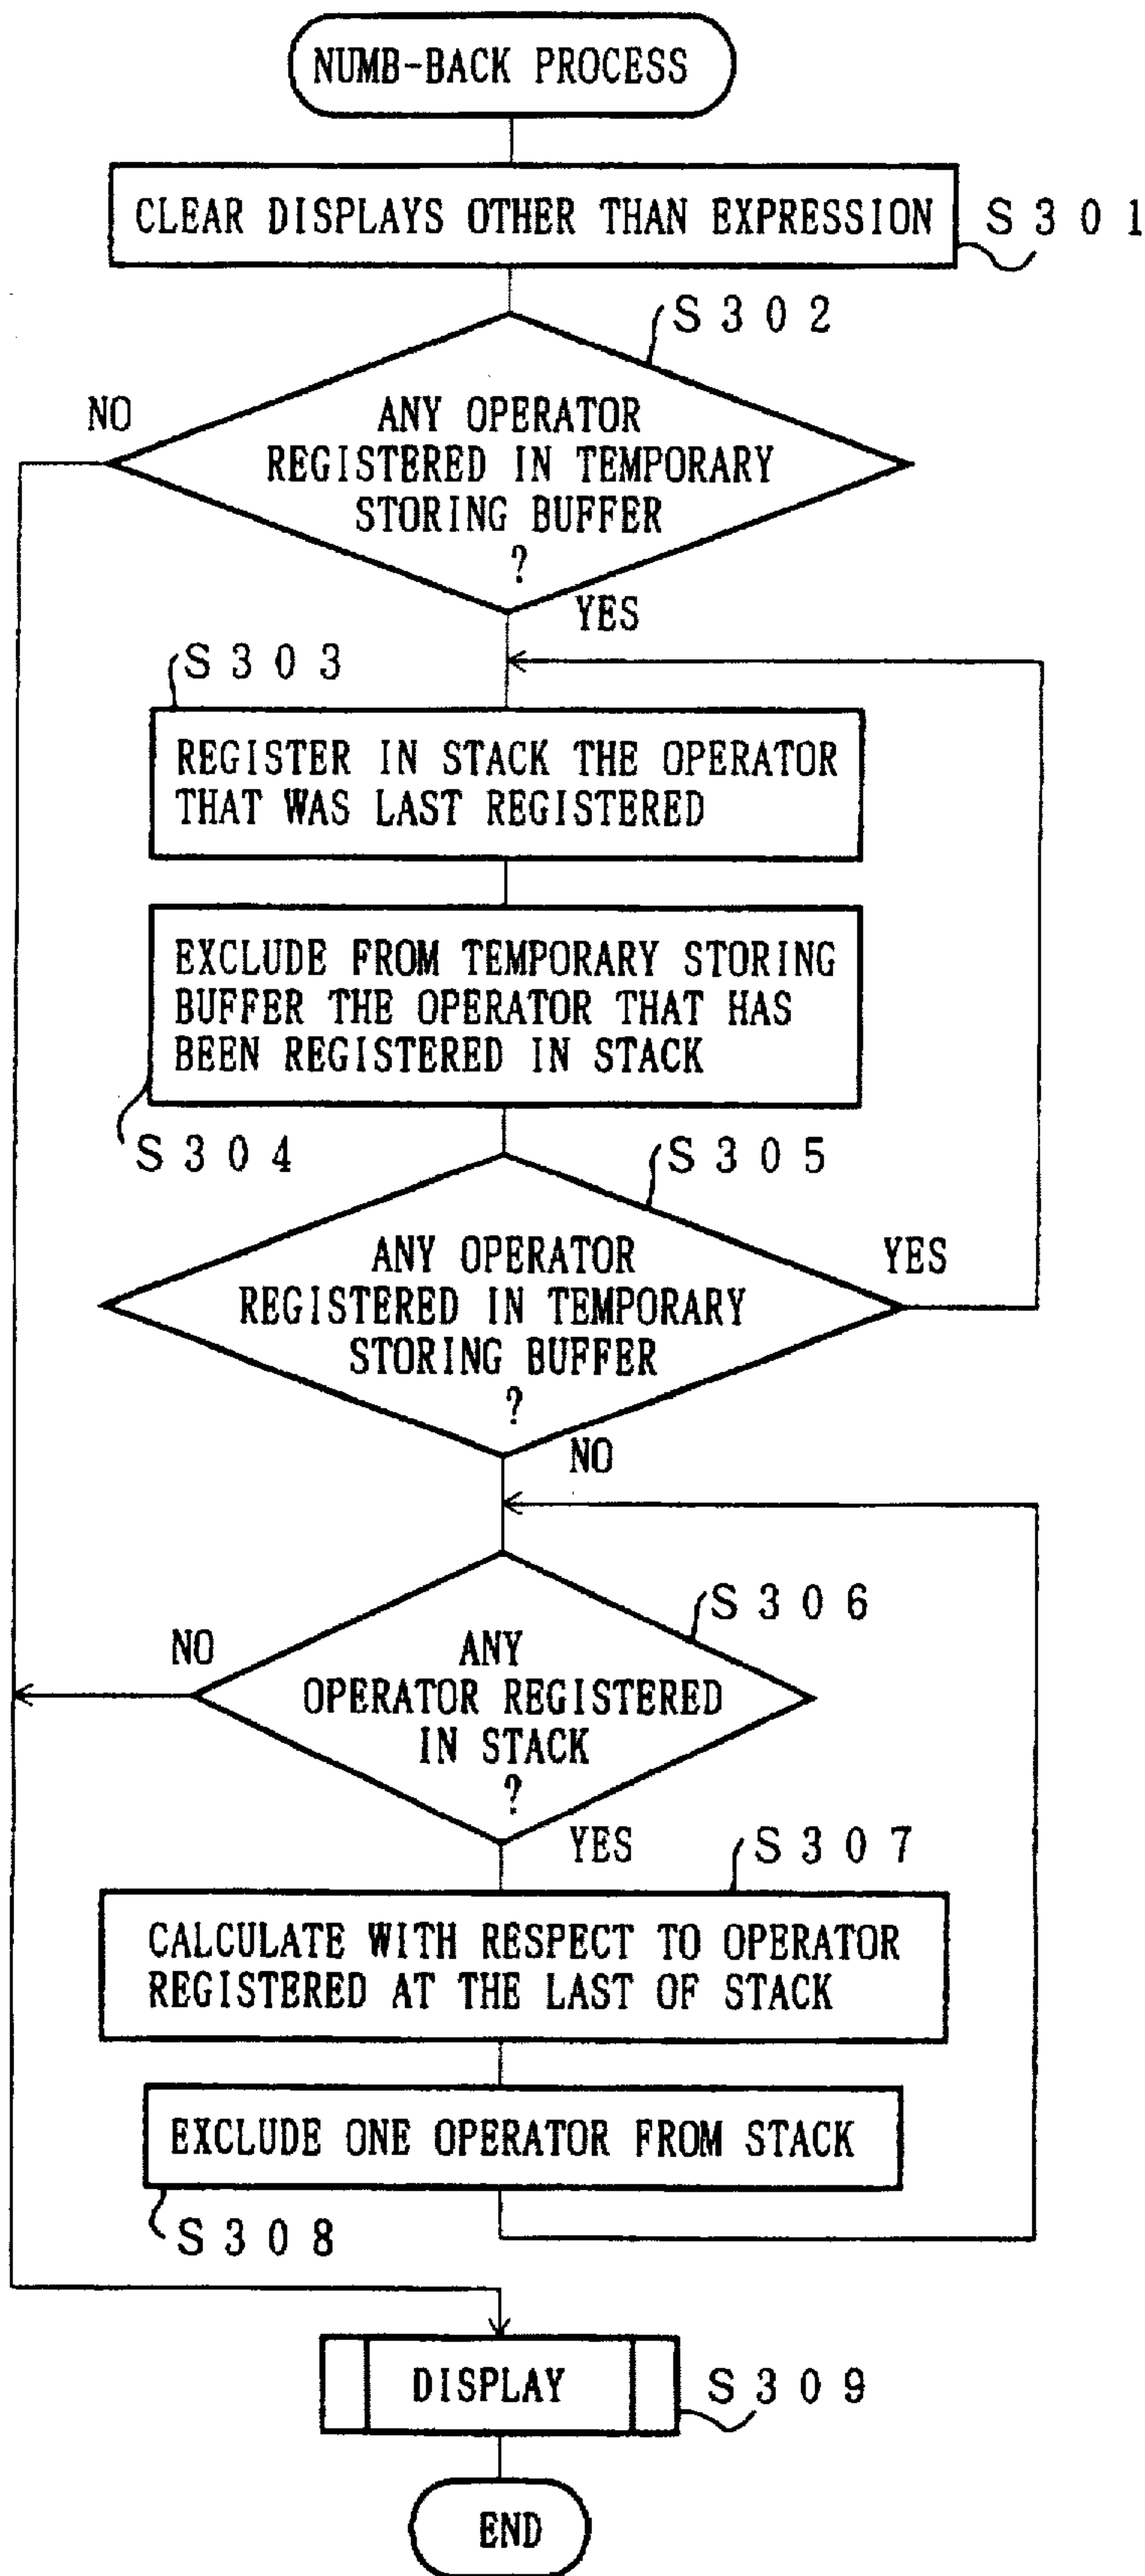 NUMB-BACK PROCESS
CLEAR DISPLAYS OTHER THAN EXPRESSION
S301
S302
NO
ANY OPERATOR
REGISTERED IN TEMPORARY
STORING BUFFER
?
YES
S303
REGISTER IN STACK THE OPERATOR
THAT WAS LAST REGISTERED
EXCLUDE FROM TEMPORARY STORING
BUFFER THE OPERATOR THAT HAS
BEEN REGISTERED IN STACK
S304
S305
ANY OPERATOR
REGISTERED IN TEMPORARY
STORING BUFFER
?
YES
NO
S306
NO
ANY
OPERATOR REGISTERED
IN STACK
?
YES
S307
CALCULATE WITH RESPECT TO OPERATOR
REGISTERED AT THE LAST OF STACK
EXCLUDE ONE OPERATOR FROM STACK
S308
DISPLAY
S309
END